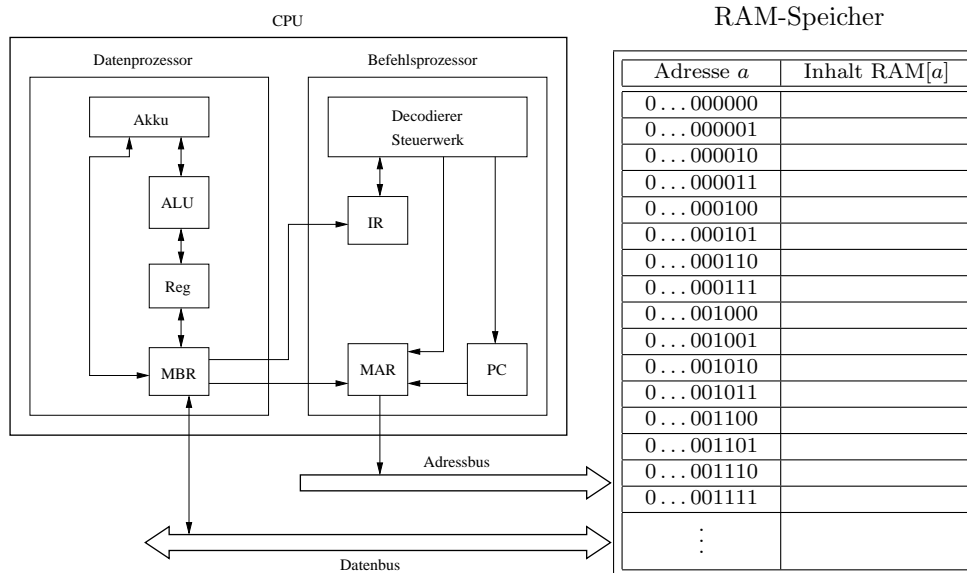 CPU
Datenprozessor
Befehlsprozessor
Akku
Decodierer
Steuerwerk
ALU
IR
Reg
MBR
MAR
PC
Adressbus
Datenbus
RAM-Speicher
Adresse a Inhalt RAM[a]
0...000000
0...000001
0...000010
0...000011
0...000100
0...000101
0...000110
0...000111
0...001000
0...001001
0...001010
0...001011
0...001100
0...001101
0...001110
0...001111
⋮